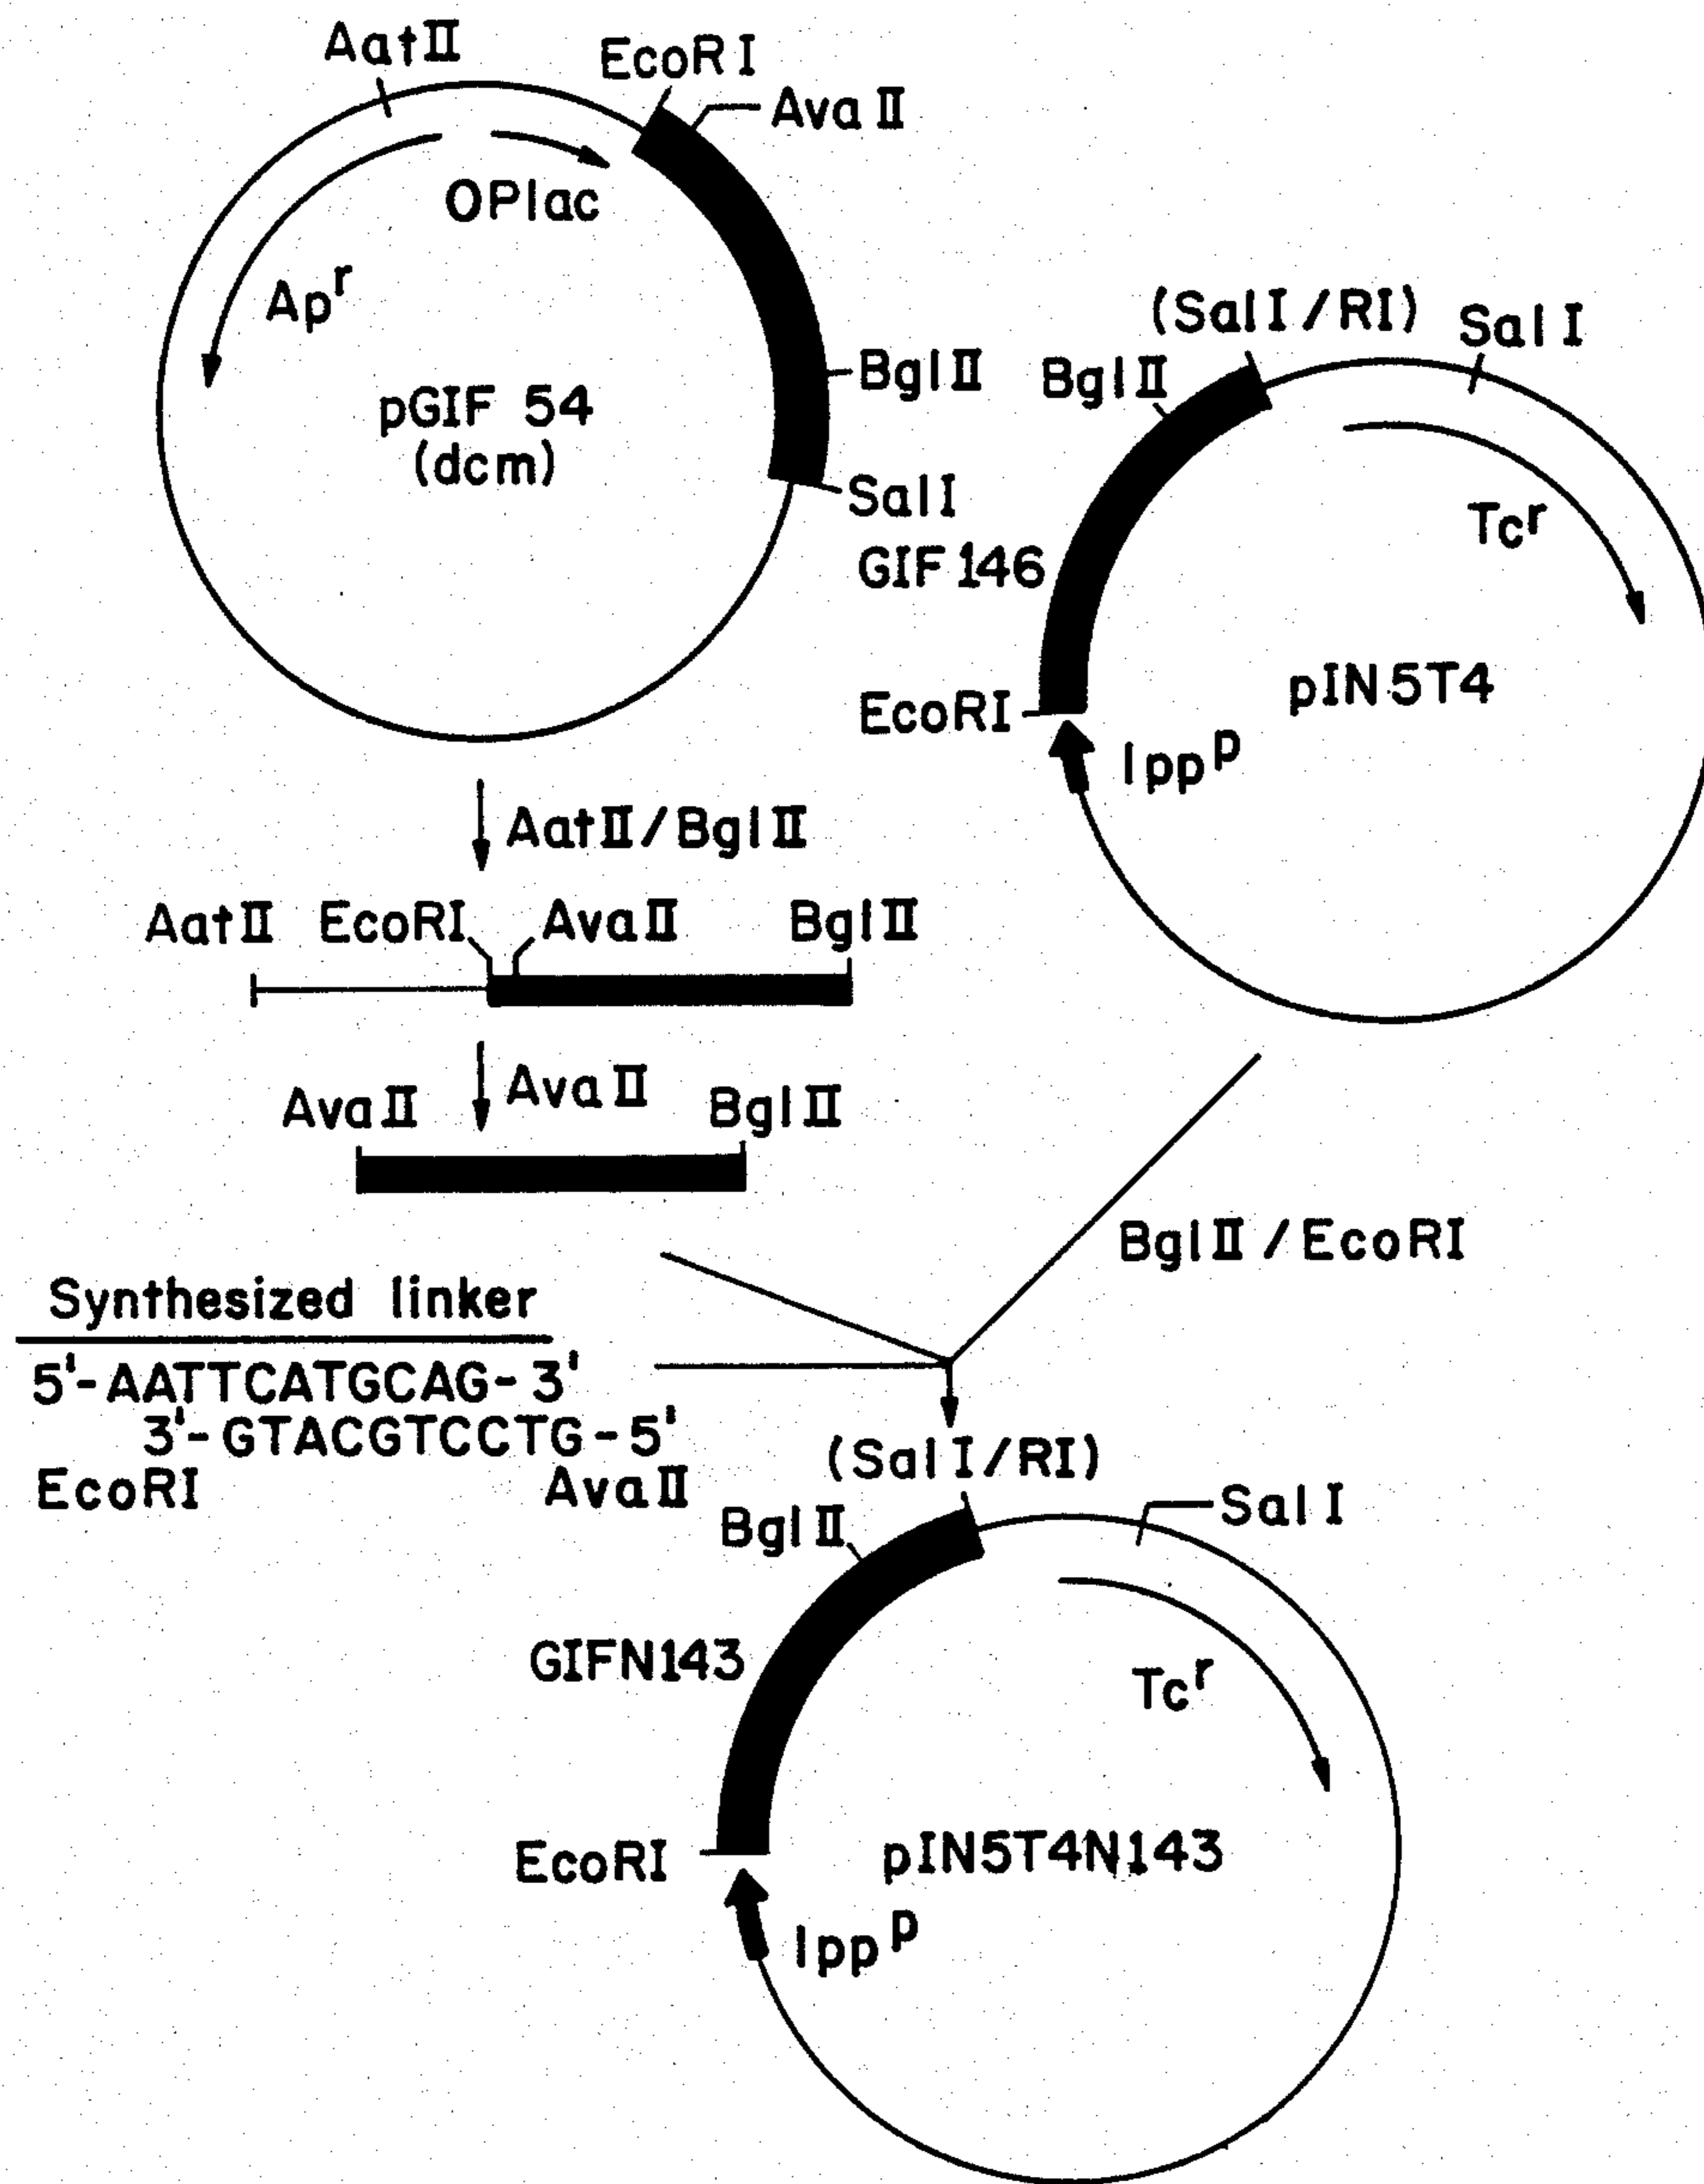 AatII
EcoRI
AvaII
OPlac
Apʳ
pGIF 54
(dcm)
BglII
SalI
(SalI/RI)
SalI
BglII
Tcʳ
GIF146
pIN5T4
EcoRI
lppᵖ
AatII/BglII
AatII EcoRI AvaII BglII
AvaII
AvaII BglII
BglII/EcoRI
Synthesized linker
5'-AATTCATGCAG-3'
3'-GTACGTCCTG-5'
EcoRI AvaII
(SalI/RI)
SalI
BglII
GIFN143
Tcʳ
EcoRI
pIN5T4N143
lppᵖ